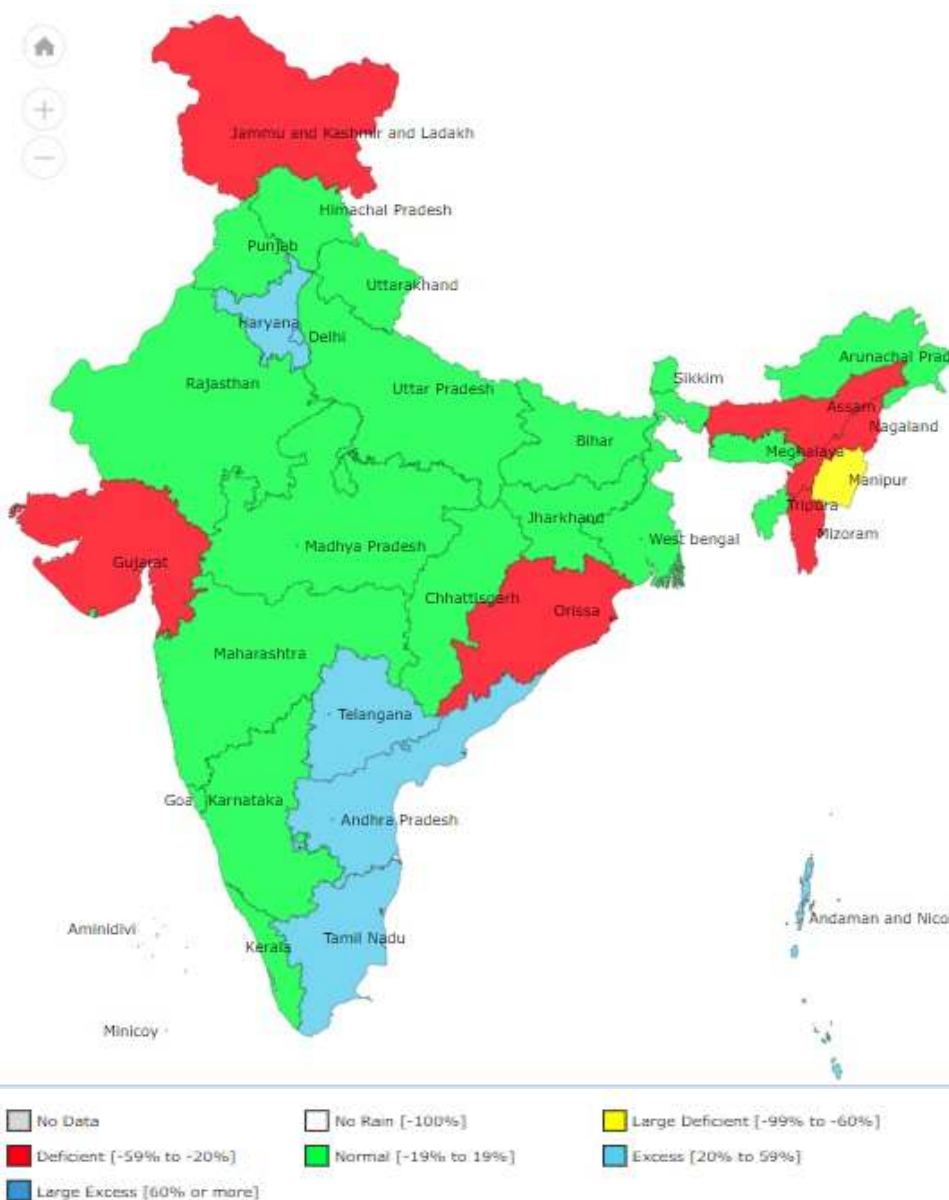 Jammu and Kashmir and Ladakh
Himachal Pradesh
Punjab
Uttarakhand
Haryana
Delhi
Rajasthan
Uttar Pradesh
Sikkim
Arunachal Prad
Assam
Nagaland
Bihar
Meghalaya
Manipur
Tripura
Jharkhand
Mizoram
West bengal
Madhya Pradesh
Gujarat
Chhattisgarh
Orissa
Maharashtra
Telangana
Goa
Karnataka
Andhra Pradesh
Andaman and Nico
Aminidivi
Tamil Nadu
Kerala
Minicoy
No Data
No Rain [-100%]
Large Deficient [-99% to -60%]
Deficient [-59% to -20%]
Normal [-19% to 19%]
Excess [20% to 59%]
Large Excess [60% or more]